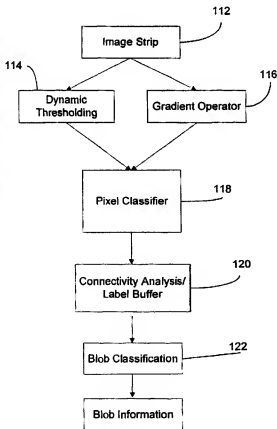 112
Image Strip
114
116
Dynamic
Thresholding
Gradient Operator
Pixel Classifier
118
Connectivity Analysis/
Label Buffer
120
Blob Classification
122
Blob Information